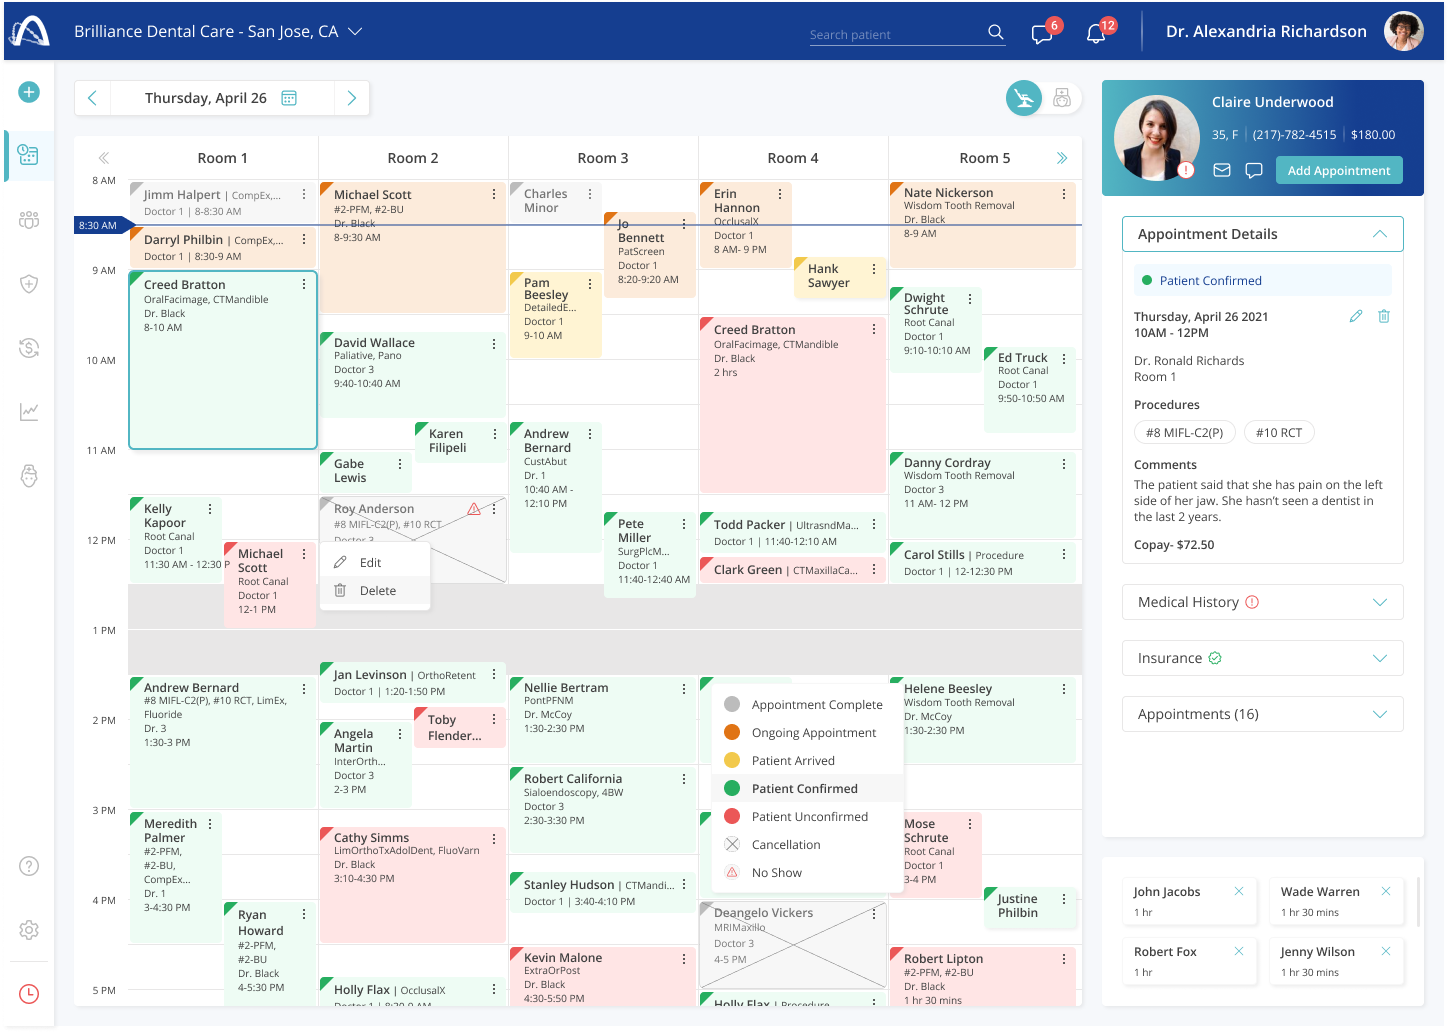 Brilliance Dental Care - San Jose, CA
Search patient
6
12
Dr. Alexandria Richardson
Thursday, April 26
Room 1
Room 2
Room 3
Room 4
Room 5
8 AM
8:30 AM
9 AM
10 AM
11 AM
12 PM
1 PM
2 PM
3 PM
4 PM
5 PM
Jimm Halpert | CompEx,...
Doctor 1 | 8-8:30 AM
Darryl Philbin | CompEx,...
Doctor 1 | 8:30-9 AM
Creed Bratton
OralFacimage, CTMandible
Dr. Black
8-10 AM
Kelly
Kapoor
Root Canal
Doctor 1
11:30 AM - 12:30 P
Michael
Scott
Root Canal
Doctor 1
12-1 PM
Andrew Bernard
#8 MIFL-C2(P), #10 RCT, LimEx,
Fluoride
Dr. 3
1:30-3 PM
Meredith
Palmer
#2-PFM,
#2-BU,
CompEx...
Dr. 1
3-4:30 PM
Ryan
Howard
#2-PFM,
#2-BU
Dr. Black
4-5:30 PM
Michael Scott
#2-PFM, #2-BU
Dr. Black
8-9:30 AM
David Wallace
Paliative, Pano
Doctor 3
9:40-10:40 AM
Karen
Filipeli
Gabe
Lewis
Roy Anderson
#8 MIFL-C2(P), #10 RCT
Doctor 3
Edit
Delete
Jan Levinson | OrthoRetent
Doctor 1 | 1:20-1:50 PM
Toby
Flender...
Angela
Martin
InterOrth...
Doctor 3
2-3 PM
Cathy Simms
LimOrthoTxAdolDent, FluoVarn
Dr. Black
3:10-4:30 PM
Holly Flax | OcclusalX
Doctor 1 | 8:30-9 AM
Charles
Minor
Jo
Bennett
PatScreen
Doctor 1
8:20-9:20 AM
Pam
Beesley
DetailedE...
Doctor 1
9-10 AM
Andrew
Bernard
CustAbut
Dr. 1
10:40 AM -
12:10 PM
Pete
Miller
SurgPlcM...
Doctor 1
11:40-12:40 AM
Nellie Bertram
PontPFNM
Dr. McCoy
1:30-2:30 PM
Robert California
Sialoendoscopy, 4BW
Doctor 3
2:30-3:30 PM
Stanley Hudson | CTMandi...
Doctor 1 | 3:40-4:10 PM
Kevin Malone
ExtraOrPost
Dr. Black
4:30-5:50 PM
Erin
Hannon
OcclusalX
Doctor 1
8 AM- 9 PM
Hank
Sawyer
Creed Bratton
OralFacimage, CTMandible
Dr. Black
2 hrs
Todd Packer | UltrasndMa...
Doctor 1 | 11:40-12:10 AM
Clark Green | CTMaxillaCa...
Appointment Complete
Ongoing Appointment
Patient Arrived
Patient Confirmed
Patient Unconfirmed
Cancellation
No Show
Deangelo Vickers
MRIMaxillo
Doctor 3
4-5 PM
Holly Flax | Procedure
Nate Nickerson
Wisdom Tooth Removal
Dr. Black
8-9 AM
Dwight
Schrute
Root Canal
Doctor 1
9:10-10:10 AM
Ed Truck
Root Canal
Doctor 1
9:50-10:50 AM
Danny Cordray
Wisdom Tooth Removal
Doctor 3
11 AM- 12 PM
Carol Stills | Procedure
Doctor 1 | 12-12:30 PM
Helene Beesley
Wisdom Tooth Removal
Dr. McCoy
1:30-2:30 PM
Mose
Schrute
Root Canal
Doctor 1
3-4 PM
Justine
Philbin
Robert Lipton
#2-PFM, #2-BU
Dr. Black
1 hr 30 mins
Claire Underwood
35, F | (217)-782-4515 | $180.00
Add Appointment
Appointment Details
Patient Confirmed
Thursday, April 26 2021
10AM - 12PM
Dr. Ronald Richards
Room 1
Procedures
#8 MIFL-C2(P)
#10 RCT
Comments
The patient said that she has pain on the left
side of her jaw. She hasn't seen a dentist in
the last 2 years.
Copay- $72.50
Medical History
Insurance
Appointments (16)
John Jacobs
1 hr
Wade Warren
1 hr 30 mins
Robert Fox
1 hr
Jenny Wilson
1 hr 30 mins